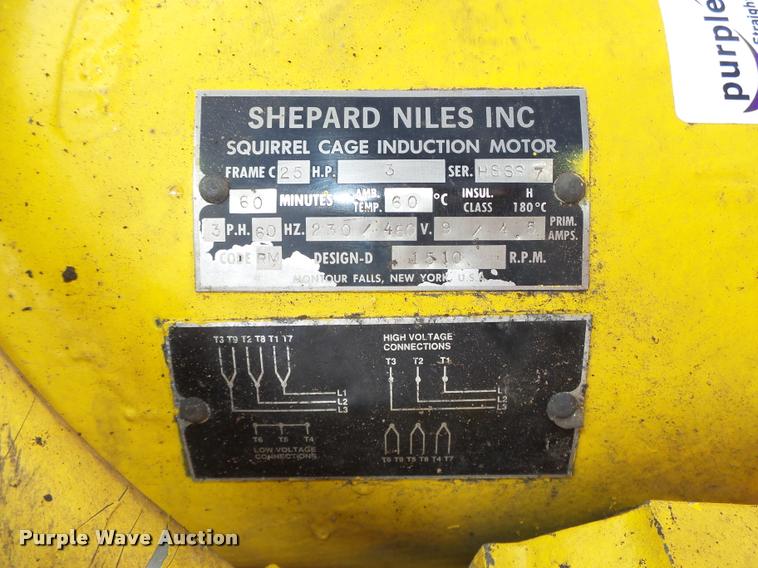 purple
Straigh
SHEPARD NILES INC
SQUIRREL CAGE INDUCTION MOTOR
FRAME C 25 H.P. 3 SER. 7
60 MINUTES AMB. TEMP. 60 °C INSUL. CLASS H 180°C
3 P.H. 60 HZ. 230/460 V. 9/4.5 PRIM. AMPS.
CODE DESIGN-D 1510 R.P.M.
MONTOUR FALLS, NEW YORK, U.S.A.
T3 T9 T2 T8 T1 T7
L1
L2
L3
T6 T5 T4
LOW VOLTAGE
CONNECTIONS
HIGH VOLTAGE
CONNECTIONS
T3 T2 T1
L
L2
L3
T6 T9 T5 T8 T4 T7
Purple Wave Auction